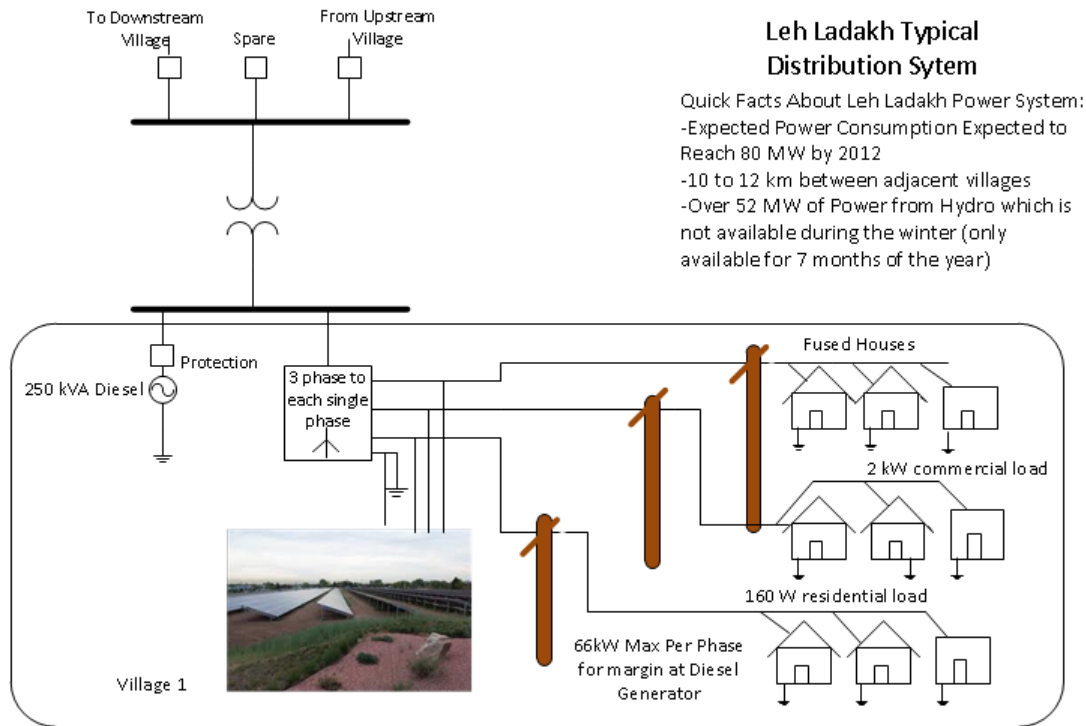 To Downstream
Village
Spare
From Upstream
Village
Leh Ladakh Typical
Distribution Sytem
Quick Facts About Leh Ladakh Power System:
-Expected Power Consumption Expected to
Reach 80 MW by 2012
-10 to 12 km between adjacent villages
-Over 52 MW of Power from Hydro which is
not available during the winter (only
available for 7 months of the year)
Protection
250 kVA Diesel
3 phase to
each single
phase
Fused Houses
2 kW commercial load
160 W residential load
66kW Max Per Phase
for margin at Diesel
Generator
Village 1